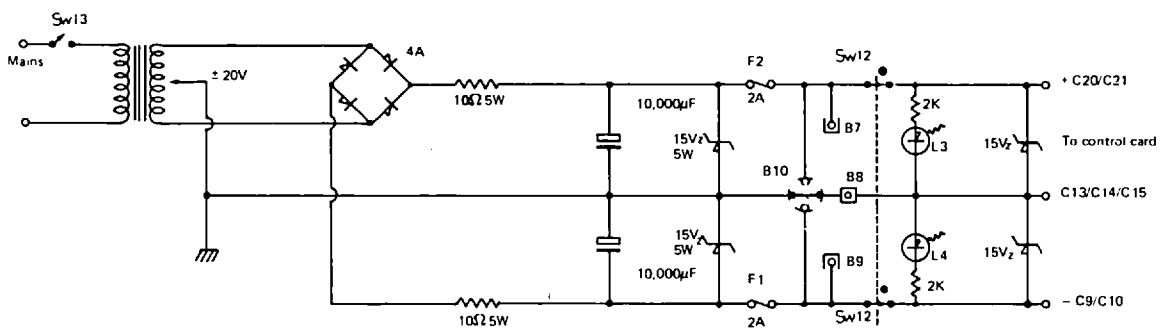 Sw13
Mains
± 20V
4A
10Ω 5W
10,000µF
15Vz
5W
F2
2A
Sw12
B7
B10
B8
2K
L3
15Vz
+ C20/C21
To control card
C13/C14/C15
15Vz
5W
10,000µF
10Ω 5W
F1
2A
B9
Sw12
L4
2K
15Vz
− C9/C10